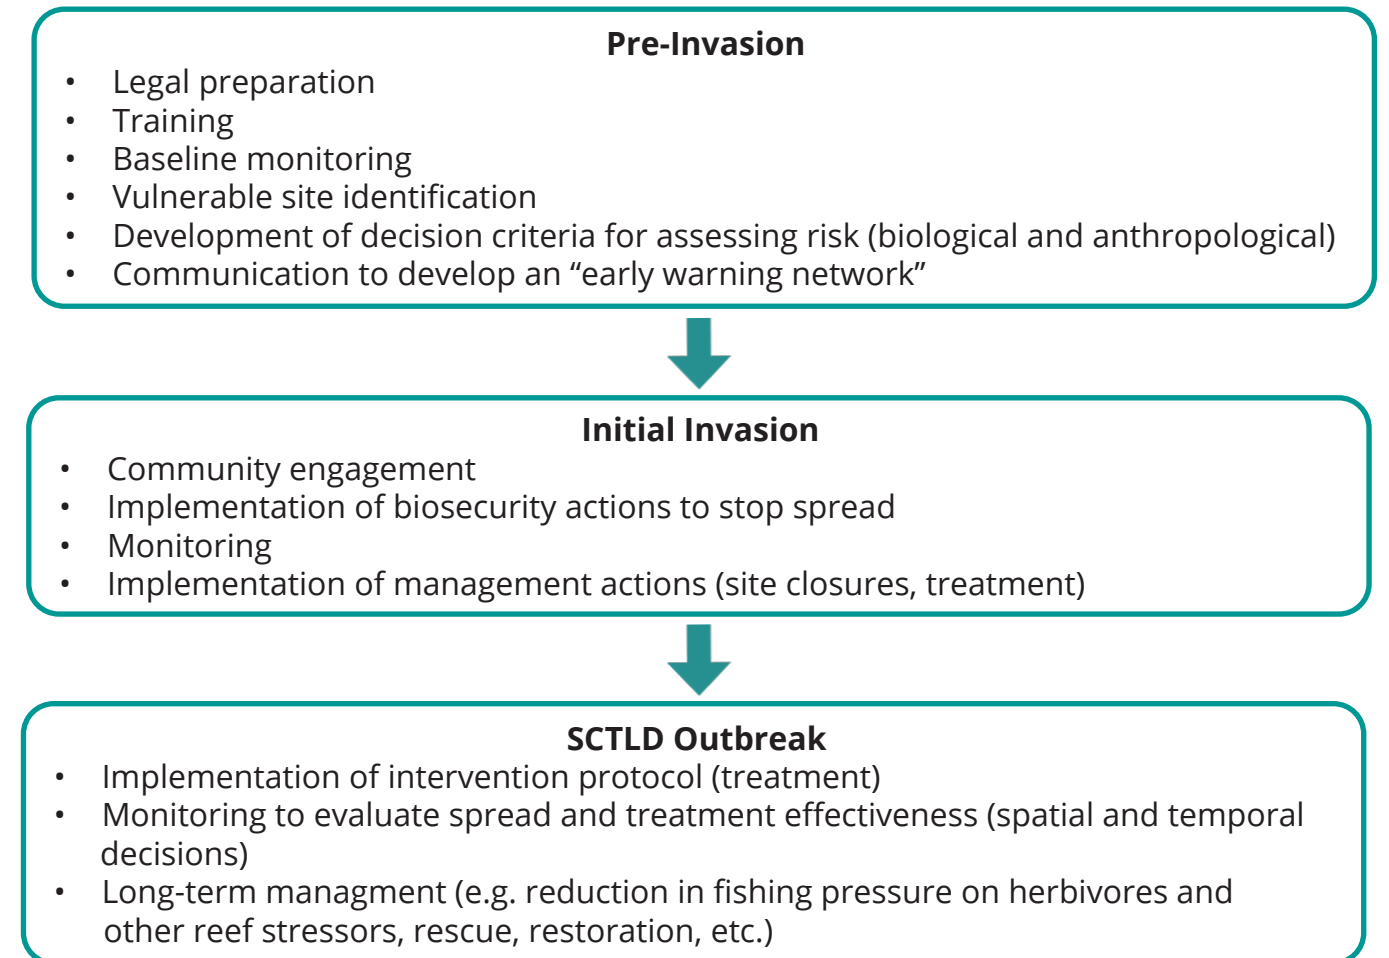 Pre-Invasion
• Legal preparation
• Training
• Baseline monitoring
• Vulnerable site identification
• Development of decision criteria for assessing risk (biological and anthropological)
• Communication to develop an “early warning network”
Initial Invasion
• Community engagement
• Implementation of biosecurity actions to stop spread
• Monitoring
• Implementation of management actions (site closures, treatment)
SCTLD Outbreak
• Implementation of intervention protocol (treatment)
• Monitoring to evaluate spread and treatment effectiveness (spatial and temporal
decisions)
• Long-term managment (e.g. reduction in fishing pressure on herbivores and
other reef stressors, rescue, restoration, etc.)